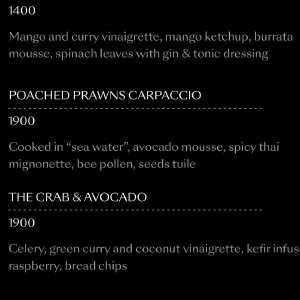 1400
Mango and curry vinaigrette, mango ketchup, burrata
mousse, spinach leaves with gin & tonic dressing
POACHED PRAWNS CARPACCIO
1900
Cooked in “sea water”, avocado mousse, spicy thai
mignonette, bee pollen, seeds tuile
THE CRAB & AVOCADO
1900
Celery, green curry and coconut vinaigrette, kefir infus
raspberry, bread chips